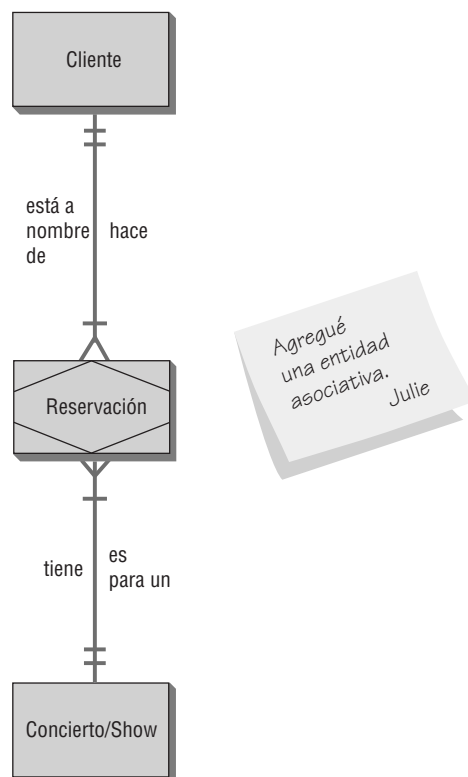 Cliente
está a
nombre
de
hace
Agregué
una entidad
asociativa.
Julie
Reservación
tiene
es
para un
Concierto/Show